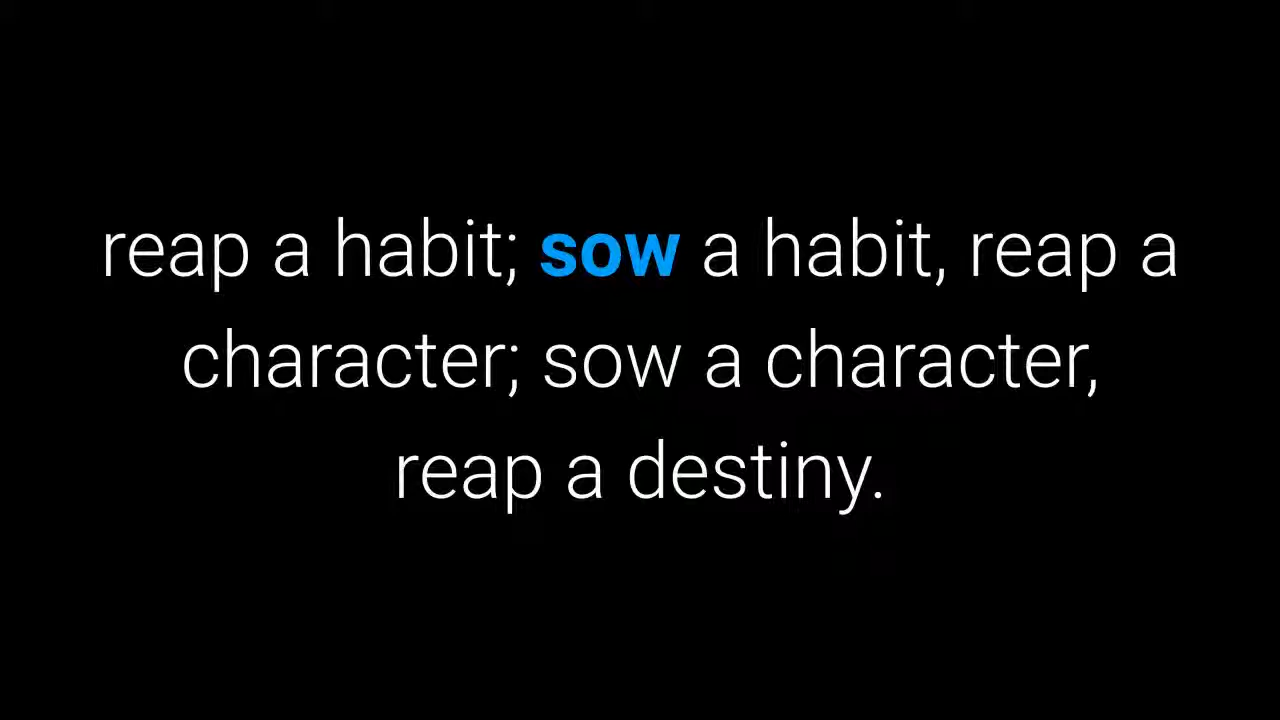 reap a habit; sow a habit, reap a
character; sow a character,
reap a destiny.